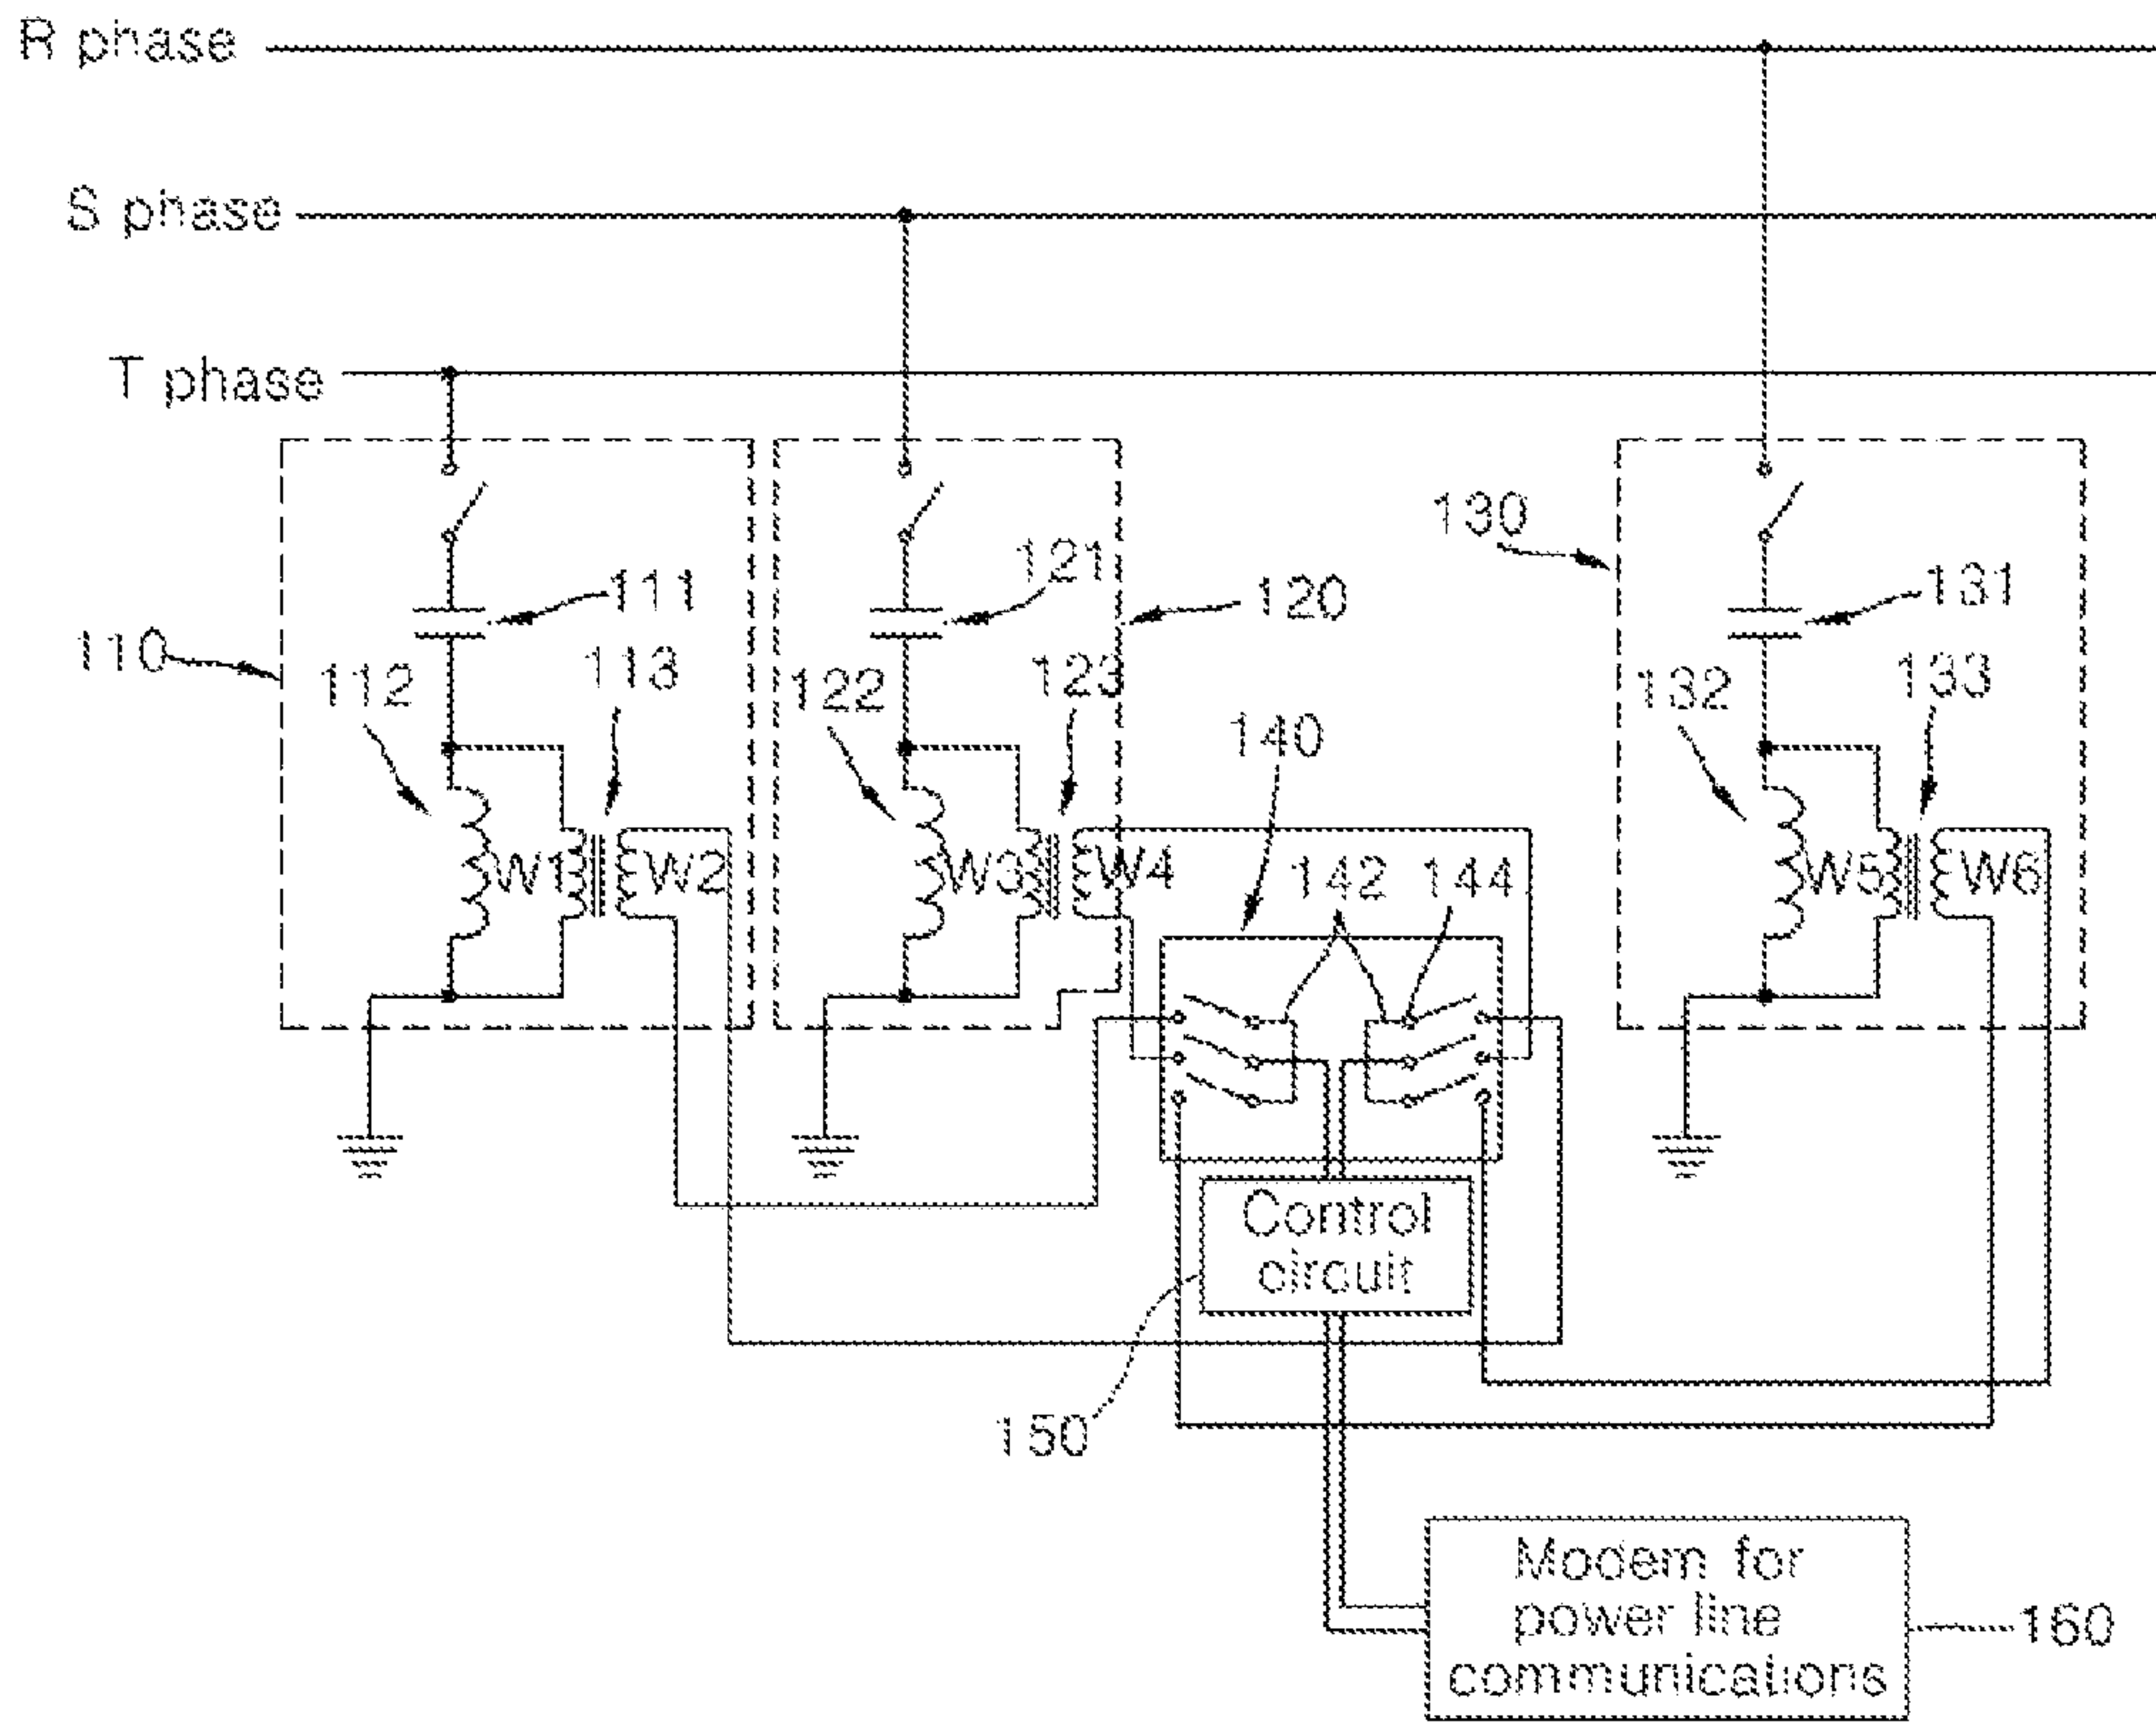 R phase
S phase
T phase
130
121
111
120
131
110
112
113
122
123
132
133
140
W1
W2
W3
W4
142
144
W5
W6
Control
circuit
150
Modem for
power line
communications
160